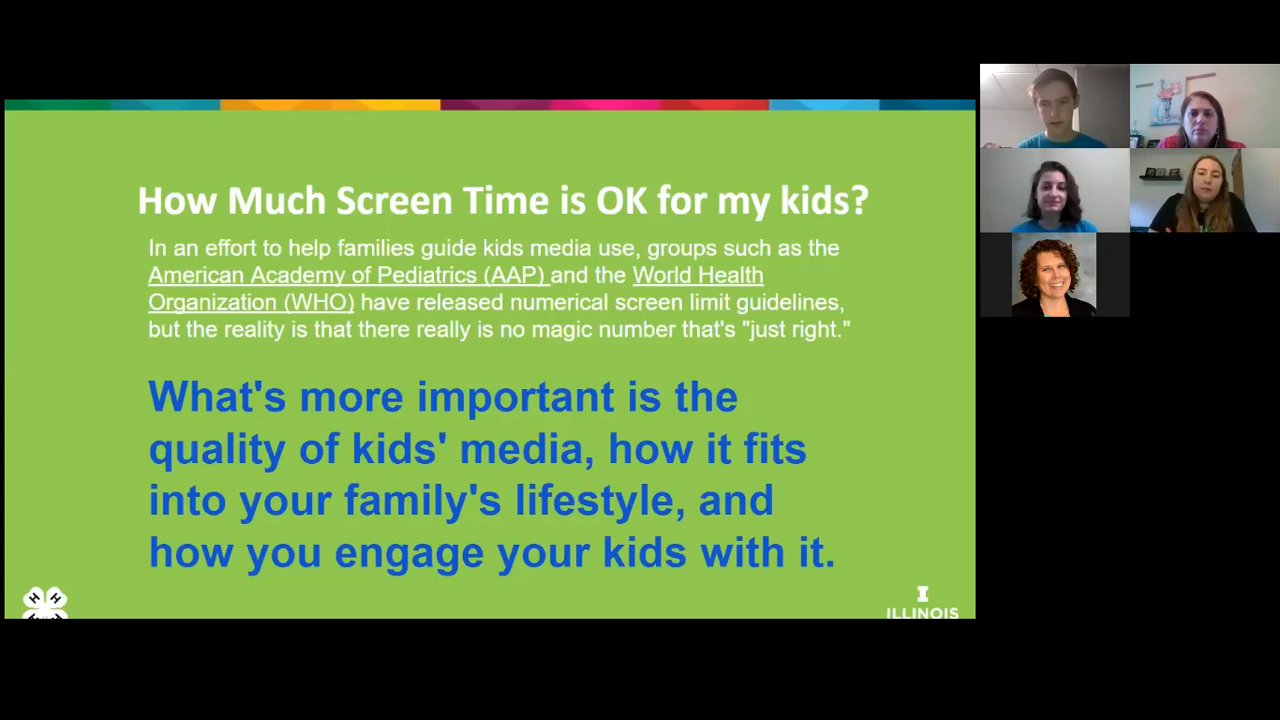 How Much Screen Time is OK for my kids?
In an effort to help families guide kids media use, groups such as the
American Academy of Pediatrics (AAP) and the World Health
Organization (WHO) have released numerical screen limit guidelines,
but the reality is that there really is no magic number that's "just right."
What's more important is the
quality of kids' media, how it fits
into your family's lifestyle, and
how you engage your kids with it.
H H
I
ILLINOIS